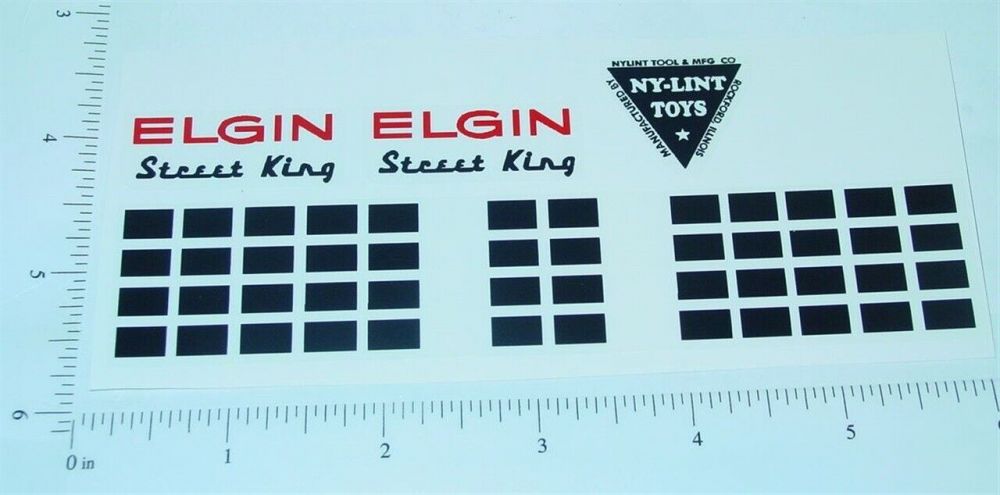 3
4
5
6
ELGIN
Street King
ELGIN
Street King
NYLINT TOOL & MFG CO
MANUFACTURED BY
NY-LINT
TOYS
ROCKFORD, ILLINOIS
0 in
1
2
3
4
5